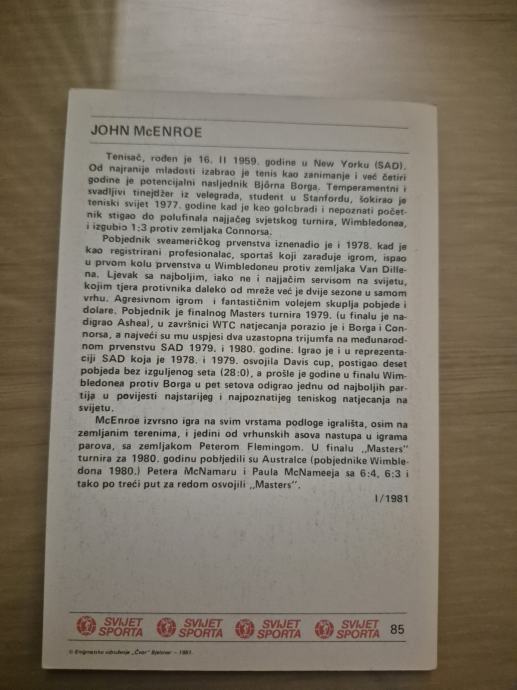 JOHN McENROE
Tenisač, rođen je 16. II 1959. godine u New Yorku (SAD).
Od najranije mladosti izabrao je tenis kao zanimanje i već četiri
godine je potencijalni nasljednik Bjőrna Borga. Temperamentni i
svadljivi tinejdžer iz velegrada, student u Stanfordu, šokirao je
teniski svijet 1977. godine kad je kao golobradi i nepoznati počet-
nik stigao do polufinala najjačeg svjetskog turnira, Wimbledonea,
i izgubio 1:3 protiv zemljaka Connorsa.
Pobjednik sveameričkog prvenstva iznenadio je i 1978. kad je
kao registrirani profesionalac, sportaš koji zarađuje igrom, ispao
u prvom kolu prvenstva u Wimbledoneu protiv zemljaka Van Dille-
na. Ljevak sa najboljim, iako ne i najjačim servisom na svijetu,
kojim tjera protivnika daleko od mreže već je dvije sezone u samom
vrhu. Agresivnom igrom i fantastičnim volejem skuplja pobjede i
dolare. Pobjednik je finalnog Masters turnira 1979. (u finalu je na-
digrao Ashea), u završnici WTC natjecanja porazio je i Borga i Con-
norsa, a najveći su mu uspjesi dva uzastopna trijumfa na međunarod-
nom prvenstvu SAD 1979. i 1980. godine. Igrao je i u reprezenta-
ciji SAD koja je 1978. i 1979. osvojila Davis cup, postigao deset
pobjeda bez izgubljenog seta (28:0), a prošle je godine u finalu Wim-
bledonea protiv Borga u pet setova odigrao jednu od najboljih par-
tija u povijesti najstarijeg i najpoznatijeg teniskog natjecanja na
svijetu.
McEnroe izvrsno igra na svim vrstama podloge igrališta, osim na
zemljanim terenima, i jedini od vrhunskih asova nastupa u igrama
parova, sa zemljakom Peterom Flemingom. U finalu „Masters"
turnira za 1980. godinu pobijedili su Australce (pobjednike Wimble-
dona 1980.) Petera McNamaru i Paula McNameeja sa 6:4, 6:3 i
tako po treći put za redom osvojili „Masters".
I/1981
SVIJET SPORTA SVIJET SPORTA SVIJET SPORTA SVIJET SPORTA 85
© Enigmatsko udruženje „Čvor" Bjelovar – 1981.